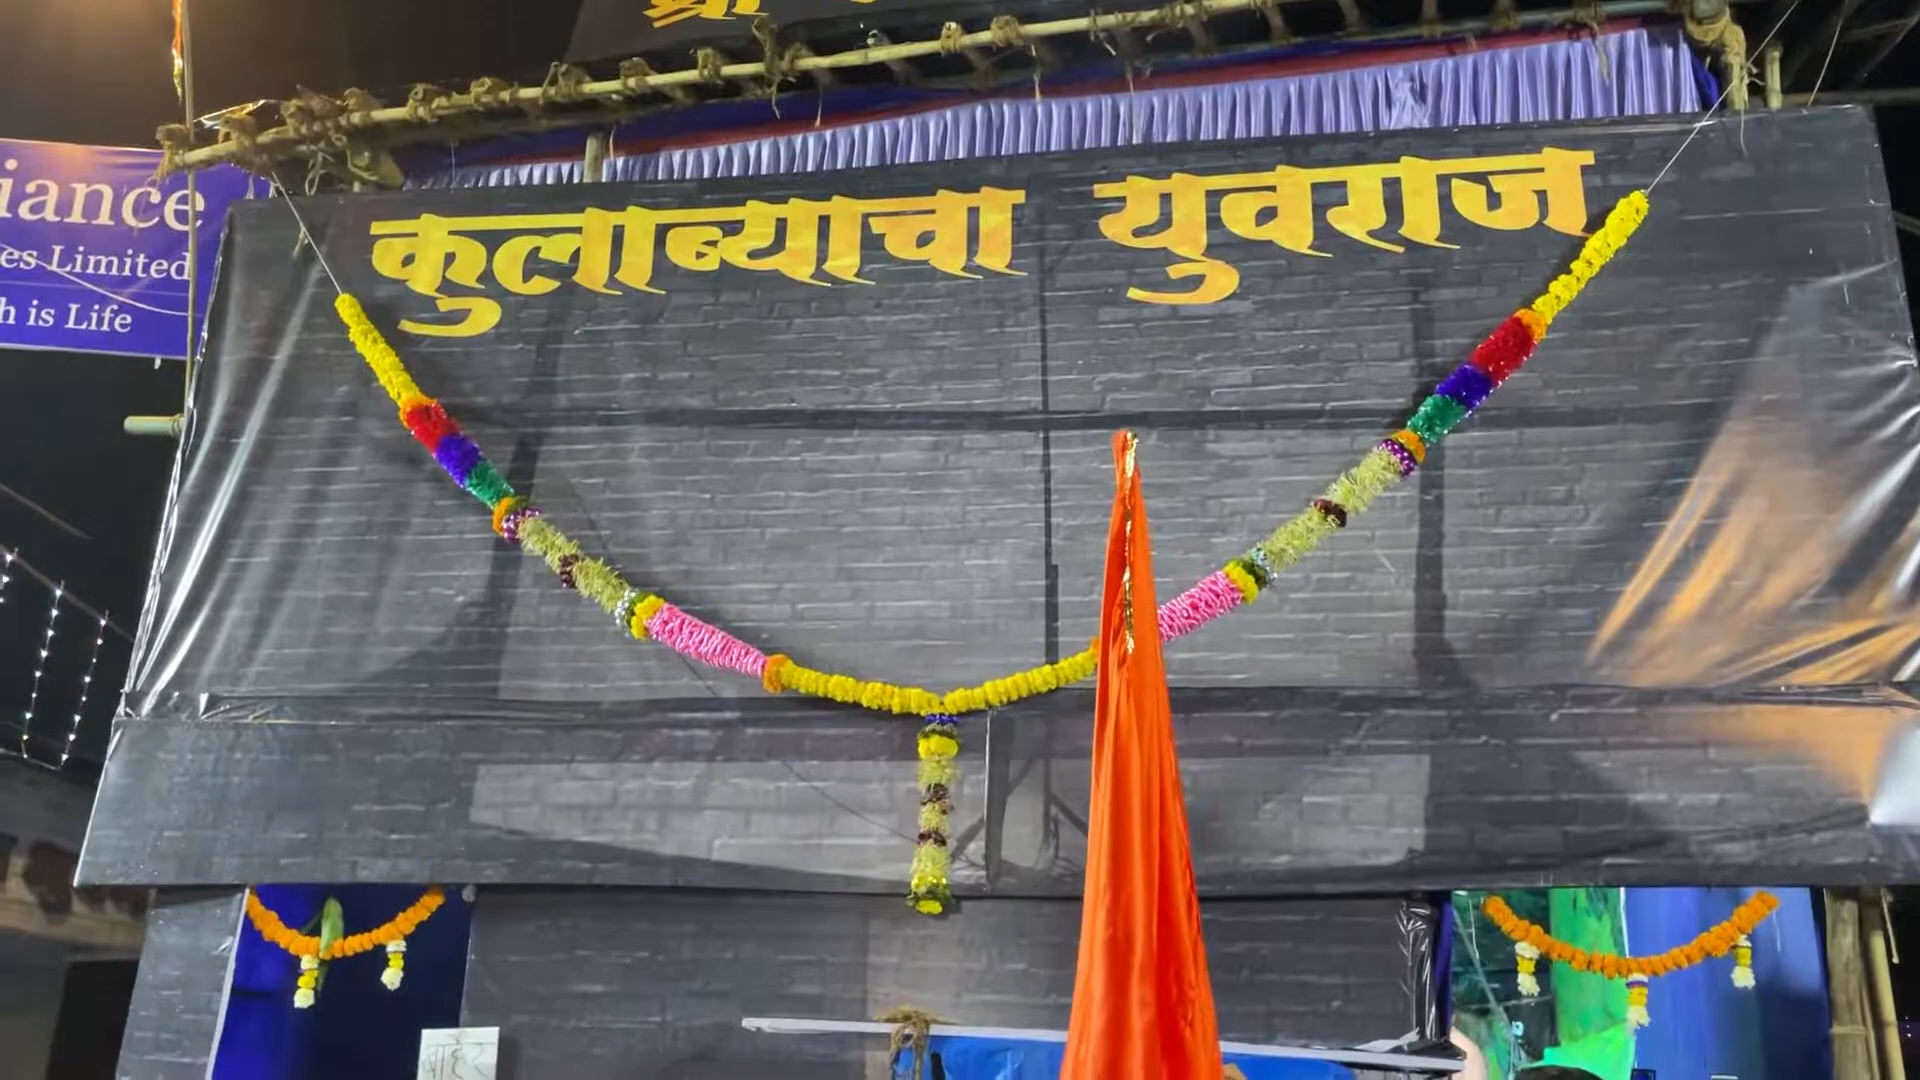 श्री
कुलाब्याचा युवराज
iance
es Limited
h is Life
बाहेर